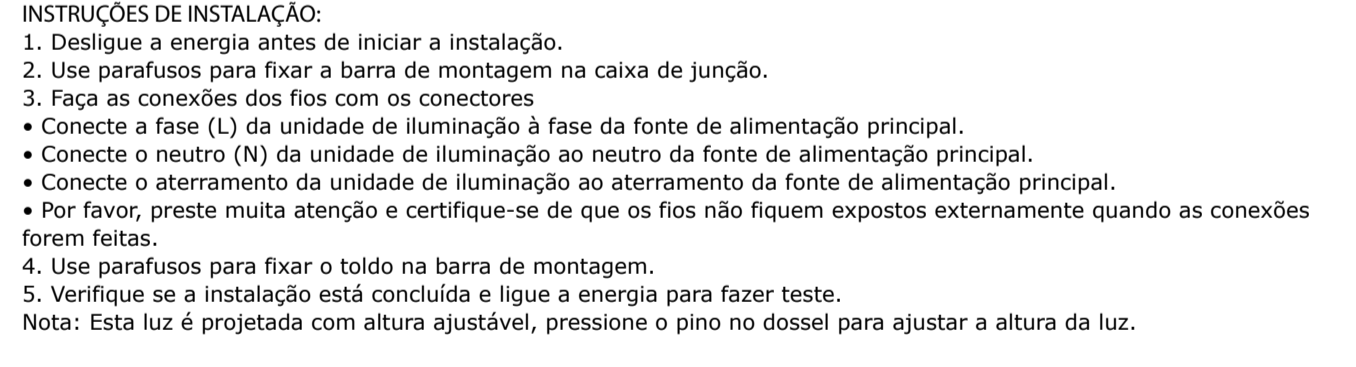 INSTRUÇÕES DE INSTALAÇÃO:
1. Desligue a energia antes de iniciar a instalação.
2. Use parafusos para fixar a barra de montagem na caixa de junção.
3. Faça as conexões dos fios com os conectores
• Conecte a fase (L) da unidade de iluminação à fase da fonte de alimentação principal.
• Conecte o neutro (N) da unidade de iluminação ao neutro da fonte de alimentação principal.
• Conecte o aterramento da unidade de iluminação ao aterramento da fonte de alimentação principal.
• Por favor, preste muita atenção e certifique-se de que os fios não fiquem expostos externamente quando as conexões
forem feitas.
4. Use parafusos para fixar o toldo na barra de montagem.
5. Verifique se a instalação está concluída e ligue a energia para fazer teste.
Nota: Esta luz é projetada com altura ajustável, pressione o pino no dossel para ajustar a altura da luz.